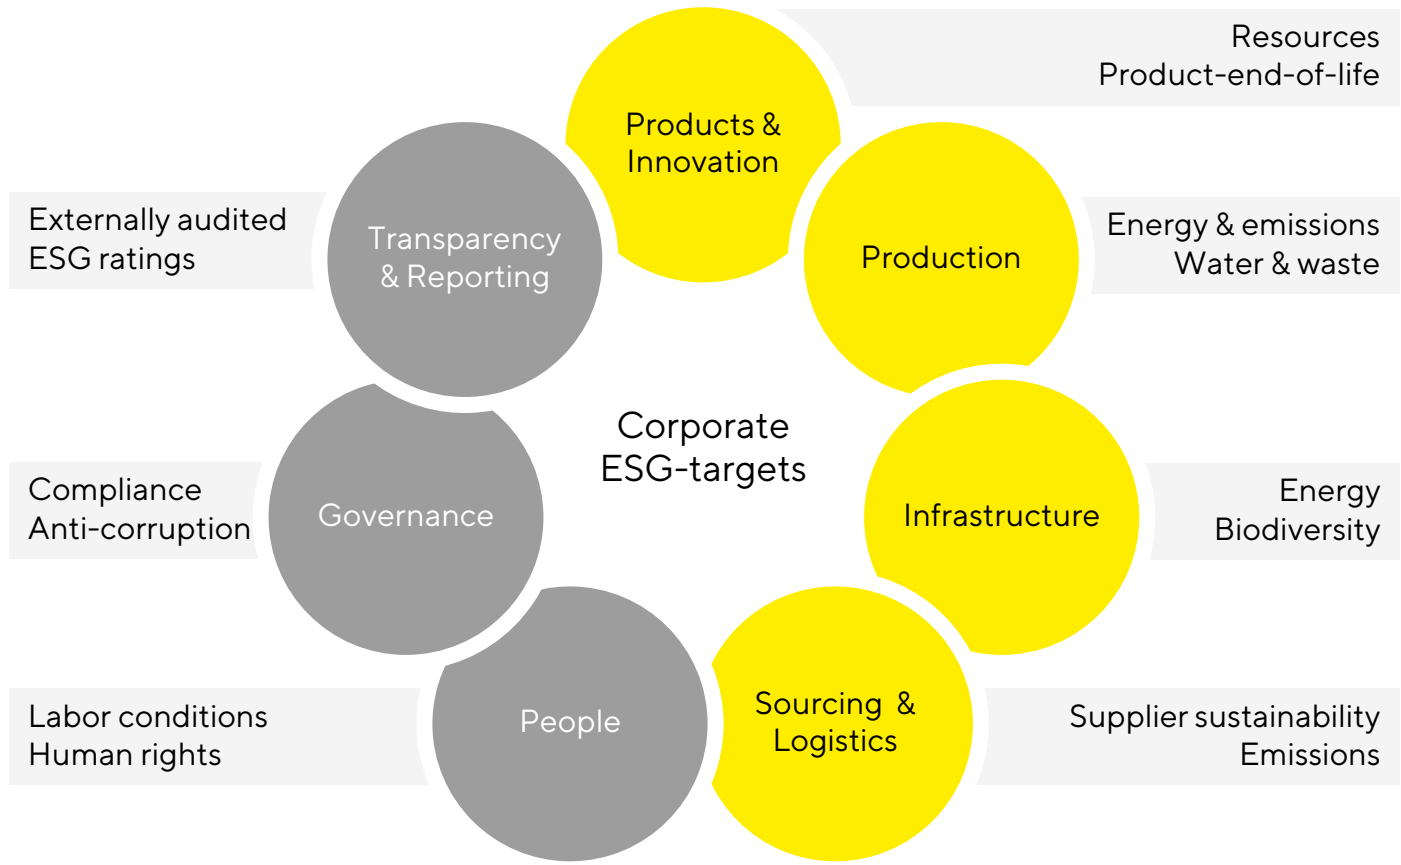 Resources
Product-end-of-life
Products &
Innovation
Externally audited
ESG ratings
Transparency
& Reporting
Production
Energy & emissions
Water & waste
Corporate
ESG-targets
Compliance
Anti-corruption
Governance
Infrastructure
Energy
Biodiversity
Labor conditions
Human rights
People
Sourcing &
Logistics
Supplier sustainability
Emissions